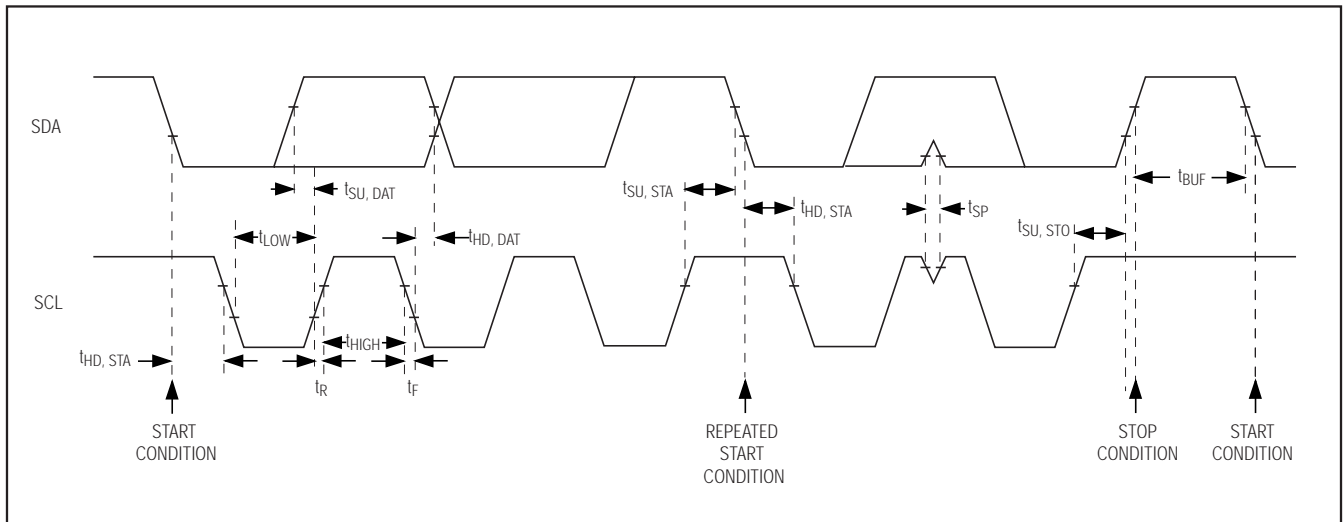 SDA
tSU, DAT
tSU, STA
tHD, STA
tSP
tBUF
tLOW
tHD, DAT
tSU, STO
SCL
tHIGH
tHD, STA
tR
tF
START
CONDITION
REPEATED
START
CONDITION
STOP
CONDITION
START
CONDITION